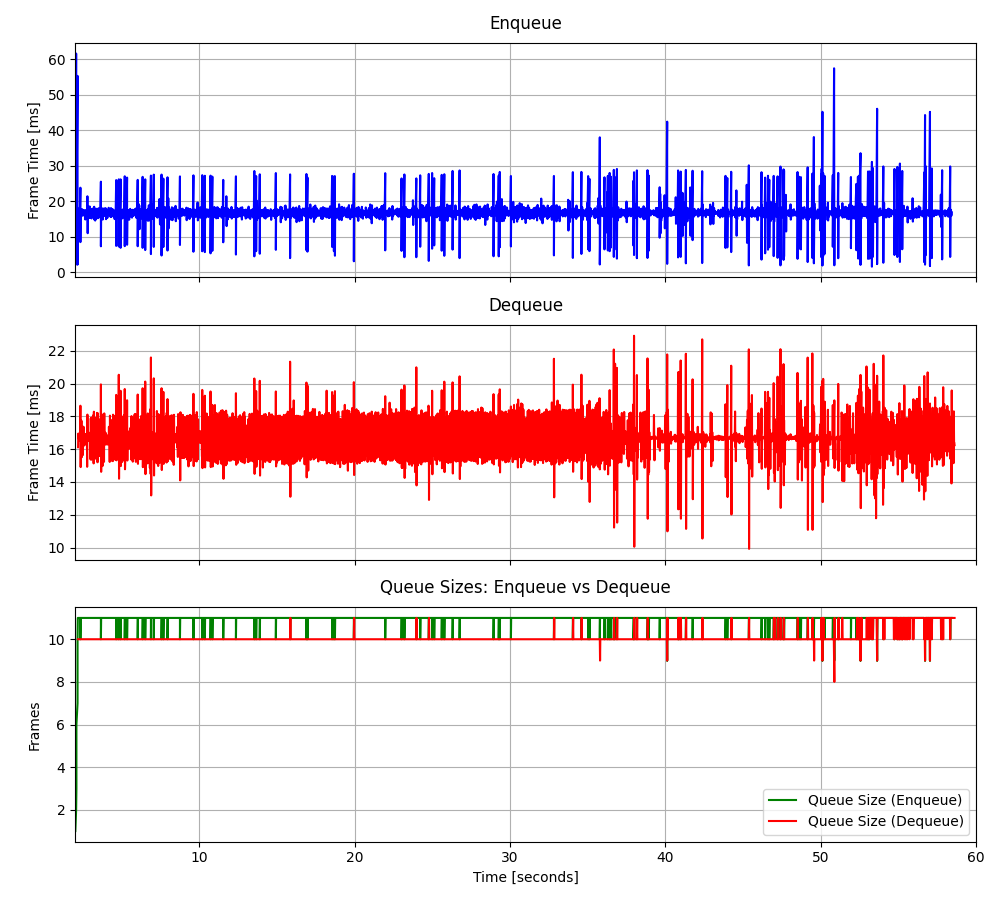 Enqueue
60
50
40
30
20
10
0
Frame Time [ms]
Dequeue
22
20
18
16
14
12
10
Frame Time [ms]
Queue Sizes: Enqueue vs Dequeue
10
8
6
4
2
Frames
Queue Size (Enqueue)
Queue Size (Dequeue)
10 20 30 40 50 60
Time [seconds]